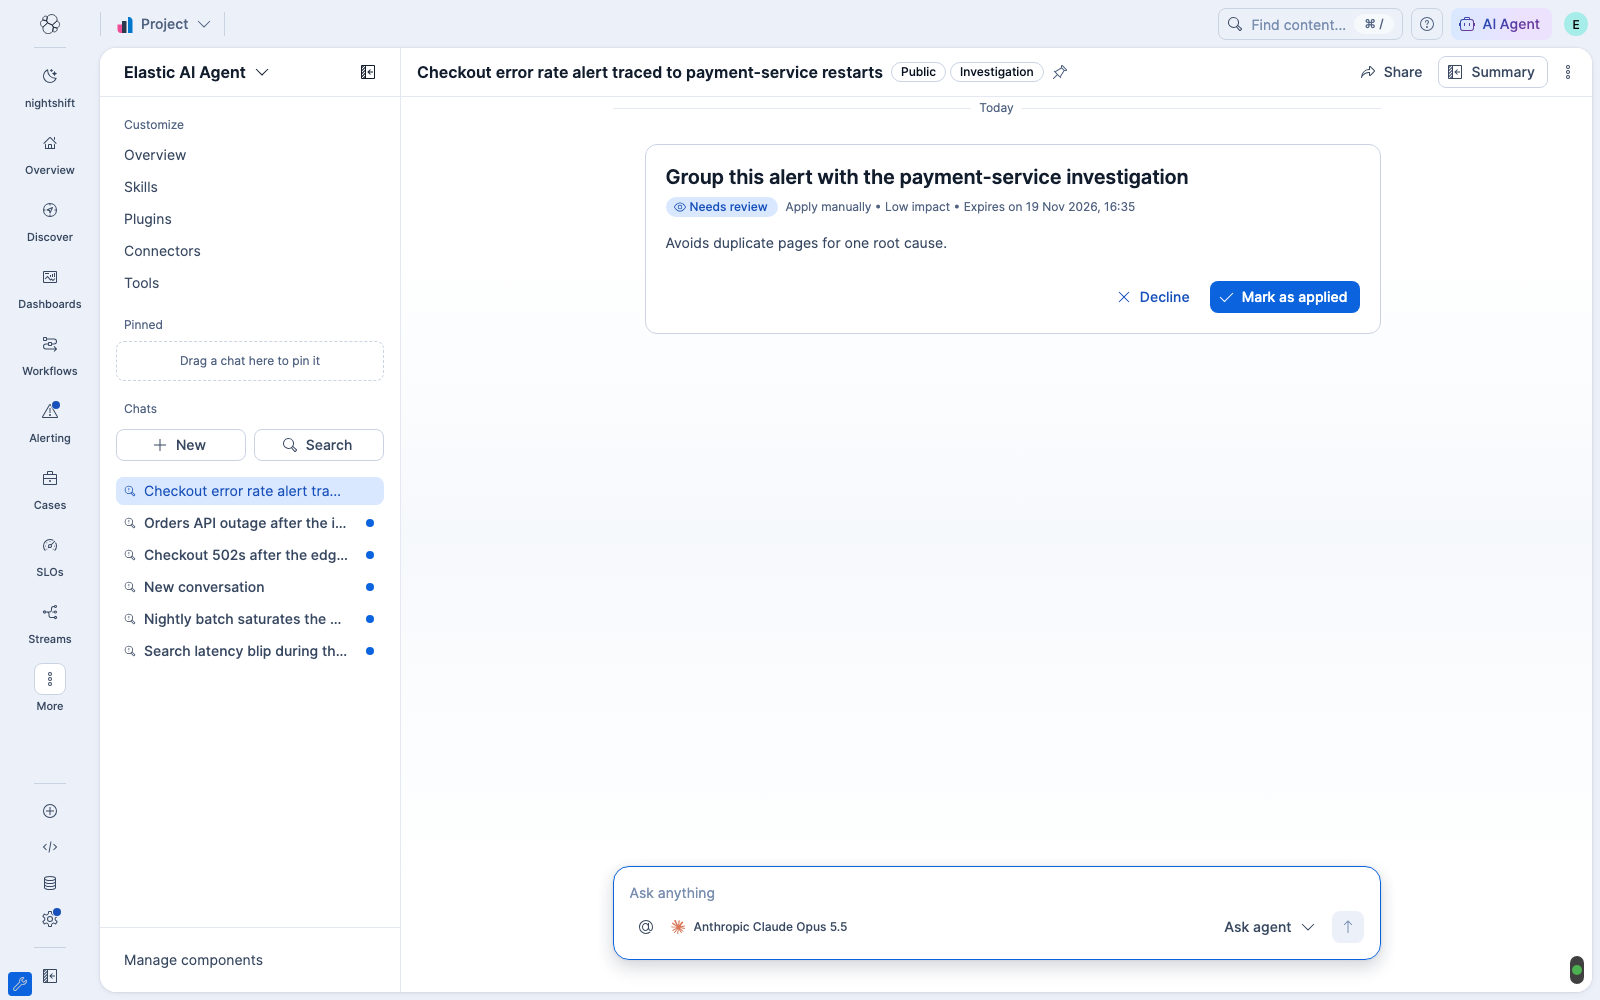 Project
Find content...
⌘ /
AI Agent
E
nightshift
Overview
Discover
Dashboards
Workflows
Alerting
Cases
SLOs
Streams
More
Elastic AI Agent
Customize
Overview
Skills
Plugins
Connectors
Tools
Pinned
Drag a chat here to pin it
Chats
New
Search
Checkout error rate alert tra...
Orders API outage after the i...
Checkout 502s after the edg...
New conversation
Nightly batch saturates the ...
Search latency blip during th...
Manage components
Checkout error rate alert traced to payment-service restarts
Public
Investigation
Share
Summary
Today
Group this alert with the payment-service investigation
Needs review
Apply manually • Low impact • Expires on 19 Nov 2026, 16:35
Avoids duplicate pages for one root cause.
Decline
Mark as applied
Ask anything
@
Anthropic Claude Opus 5.5
Ask agent